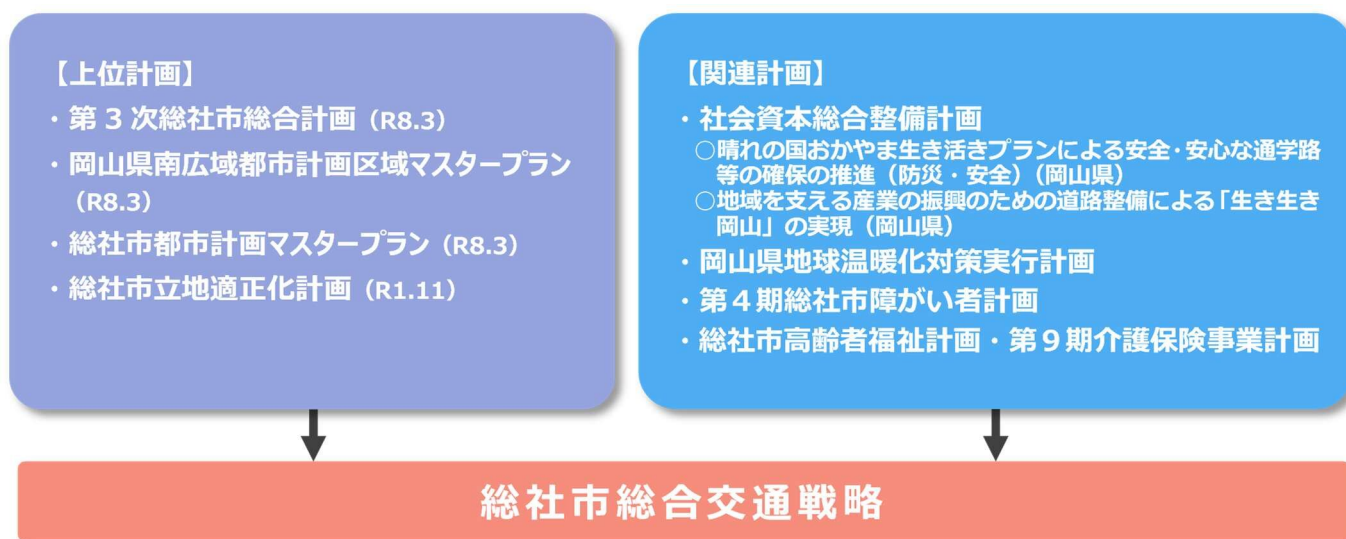 【上位計画】
・第3次総社市総合計画（R8.3）
・岡山県南広域都市計画区域マスタープラン
（R8.3）
・総社市都市計画マスタープラン（R8.3）
・総社市立地適正化計画（R1.11）
【関連計画】
・社会資本総合整備計画
○晴れの国おかやま生き活きプランによる安全・安心な通学路
等の確保の推進（防災・安全）（岡山県）
○地域を支える産業の振興のための道路整備による「生き生き
岡山」の実現（岡山県）
・岡山県地球温暖化対策実行計画
・第４期総社市障がい者計画
・総社市高齢者福祉計画・第９期介護保険事業計画
総社市総合交通戦略